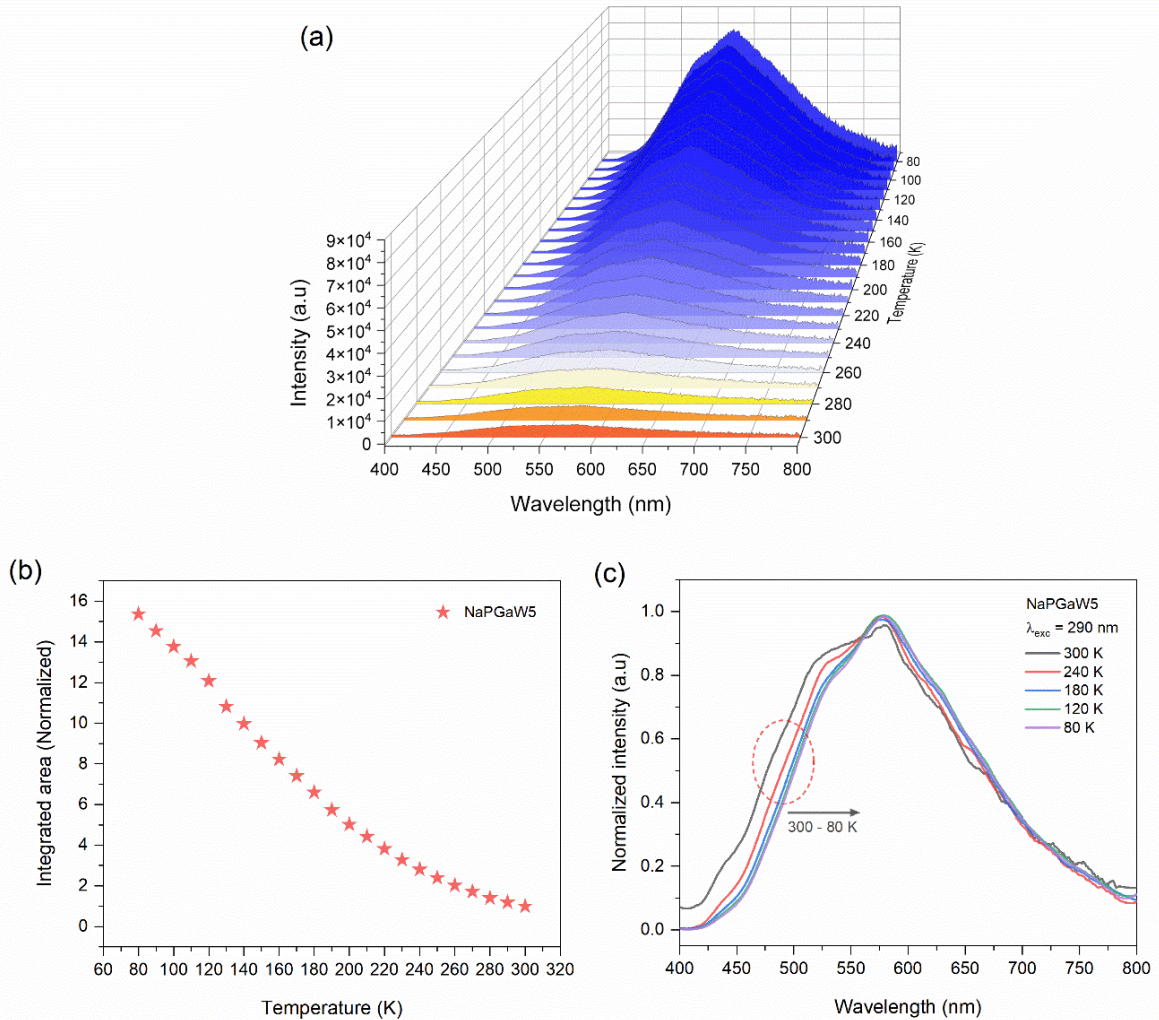 (a)
9×10⁴
8×10⁴
7×10⁴
6×10⁴
5×10⁴
4×10⁴
3×10⁴
2×10⁴
1×10⁴
0
Intensity (a.u)
400 450 500 550 600 650 700 750 800
Wavelength (nm)
80
100
120
140
160
180
200
220
240
260
280
300
Temperature (K)
(b)
16
14
12
10
8
6
4
2
0
Integrated area (Normalized)
NaPGaW5
60 80 100 120 140 160 180 200 220 240 260 280 300 320
Temperature (K)
(c)
1.0
0.8
0.6
0.4
0.2
0.0
Normalized intensity (a.u)
NaPGaW5
λexc = 290 nm
300 K
240 K
180 K
120 K
80 K
300 - 80 K
400 450 500 550 600 650 700 750 800
Wavelength (nm)